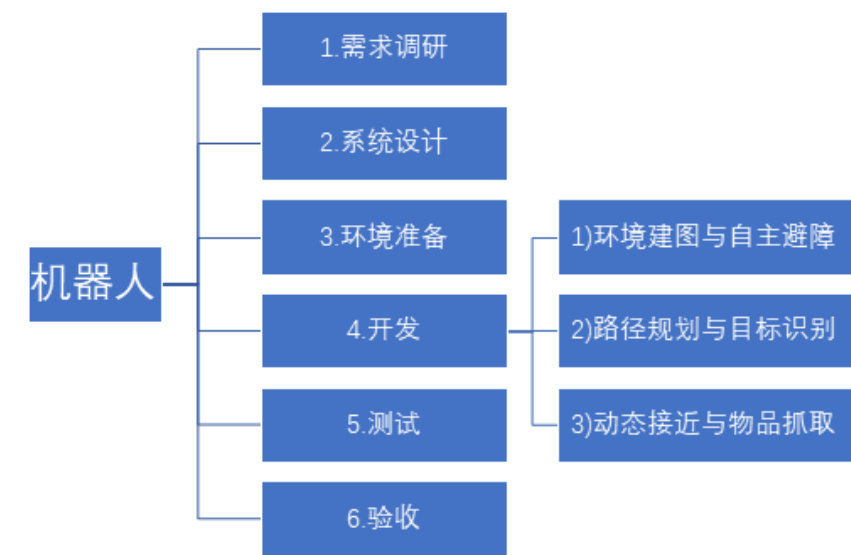 机器人
1.需求调研
2.系统设计
3.环境准备
4.开发
1)环境建图与自主避障
2)路径规划与目标识别
3)动态接近与物品抓取
5.测试
6.验收